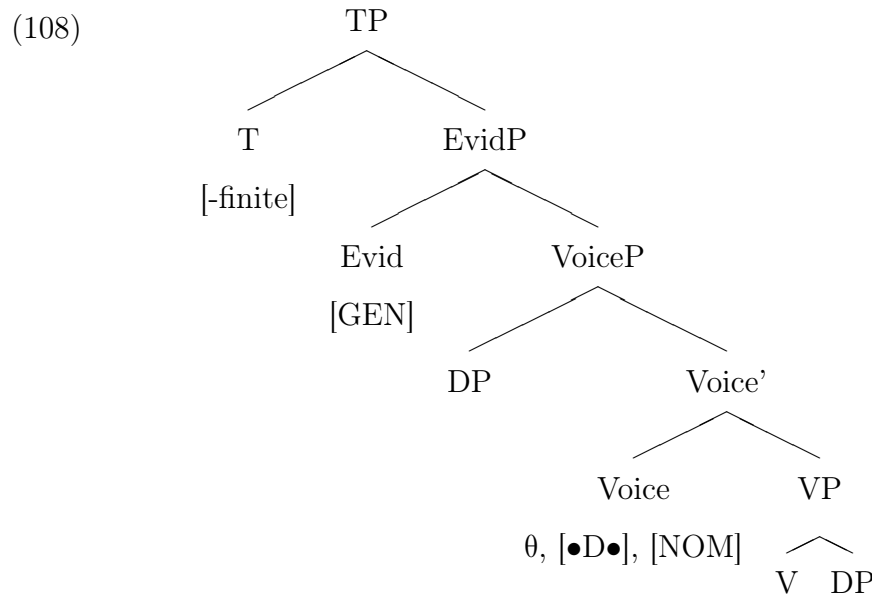 (108) TP
T EvidP
[-finite]
Evid VoiceP
[GEN]
DP Voice'
Voice VP
θ, [●D●], [NOM]
V DP